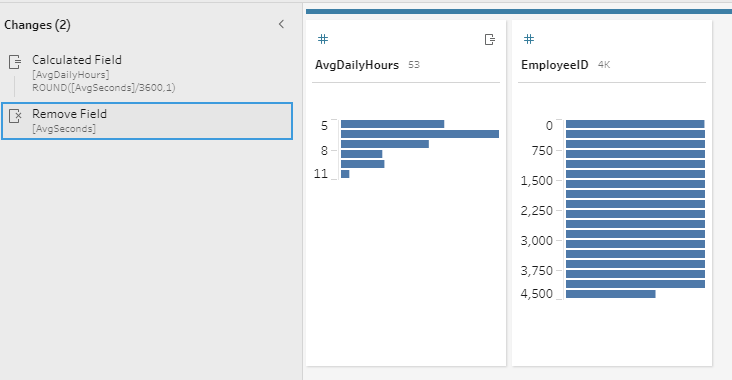 Changes (2)
Calculated Field
[AvgDailyHours]
ROUND([AvgSeconds]/3600,1)
Remove Field
[AvgSeconds]
#
AvgDailyHours 53
5
8
11
#
EmployeeID 4K
0
750
1,500
2,250
3,000
3,750
4,500